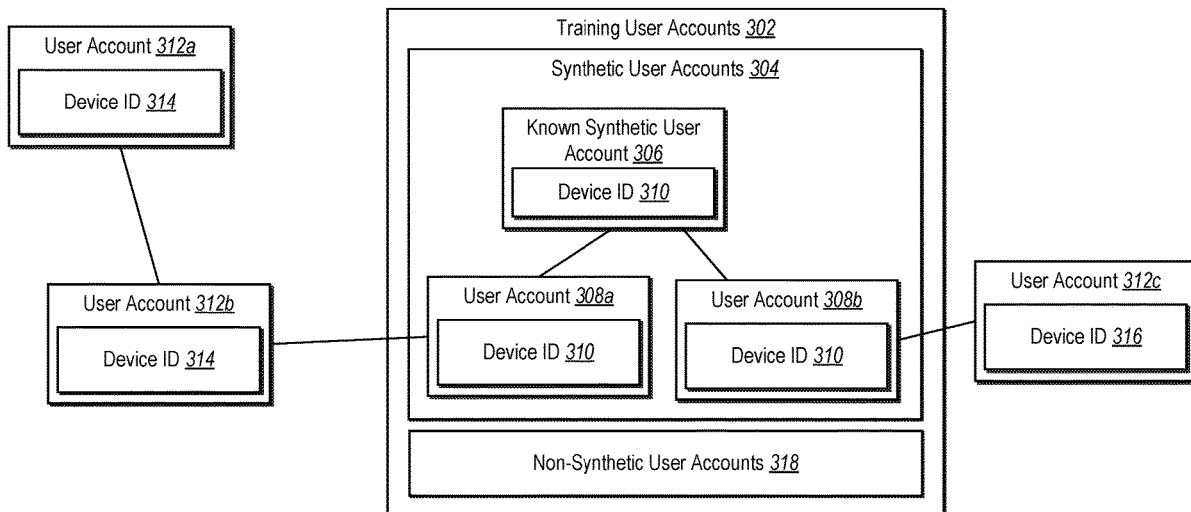 User Account 312a
Device ID 314
Training User Accounts 302
Synthetic User Accounts 304
Known Synthetic User
Account 306
Device ID 310
User Account 312b
Device ID 314
User Account 308a
Device ID 310
User Account 308b
Device ID 310
User Account 312c
Device ID 316
Non-Synthetic User Accounts 318